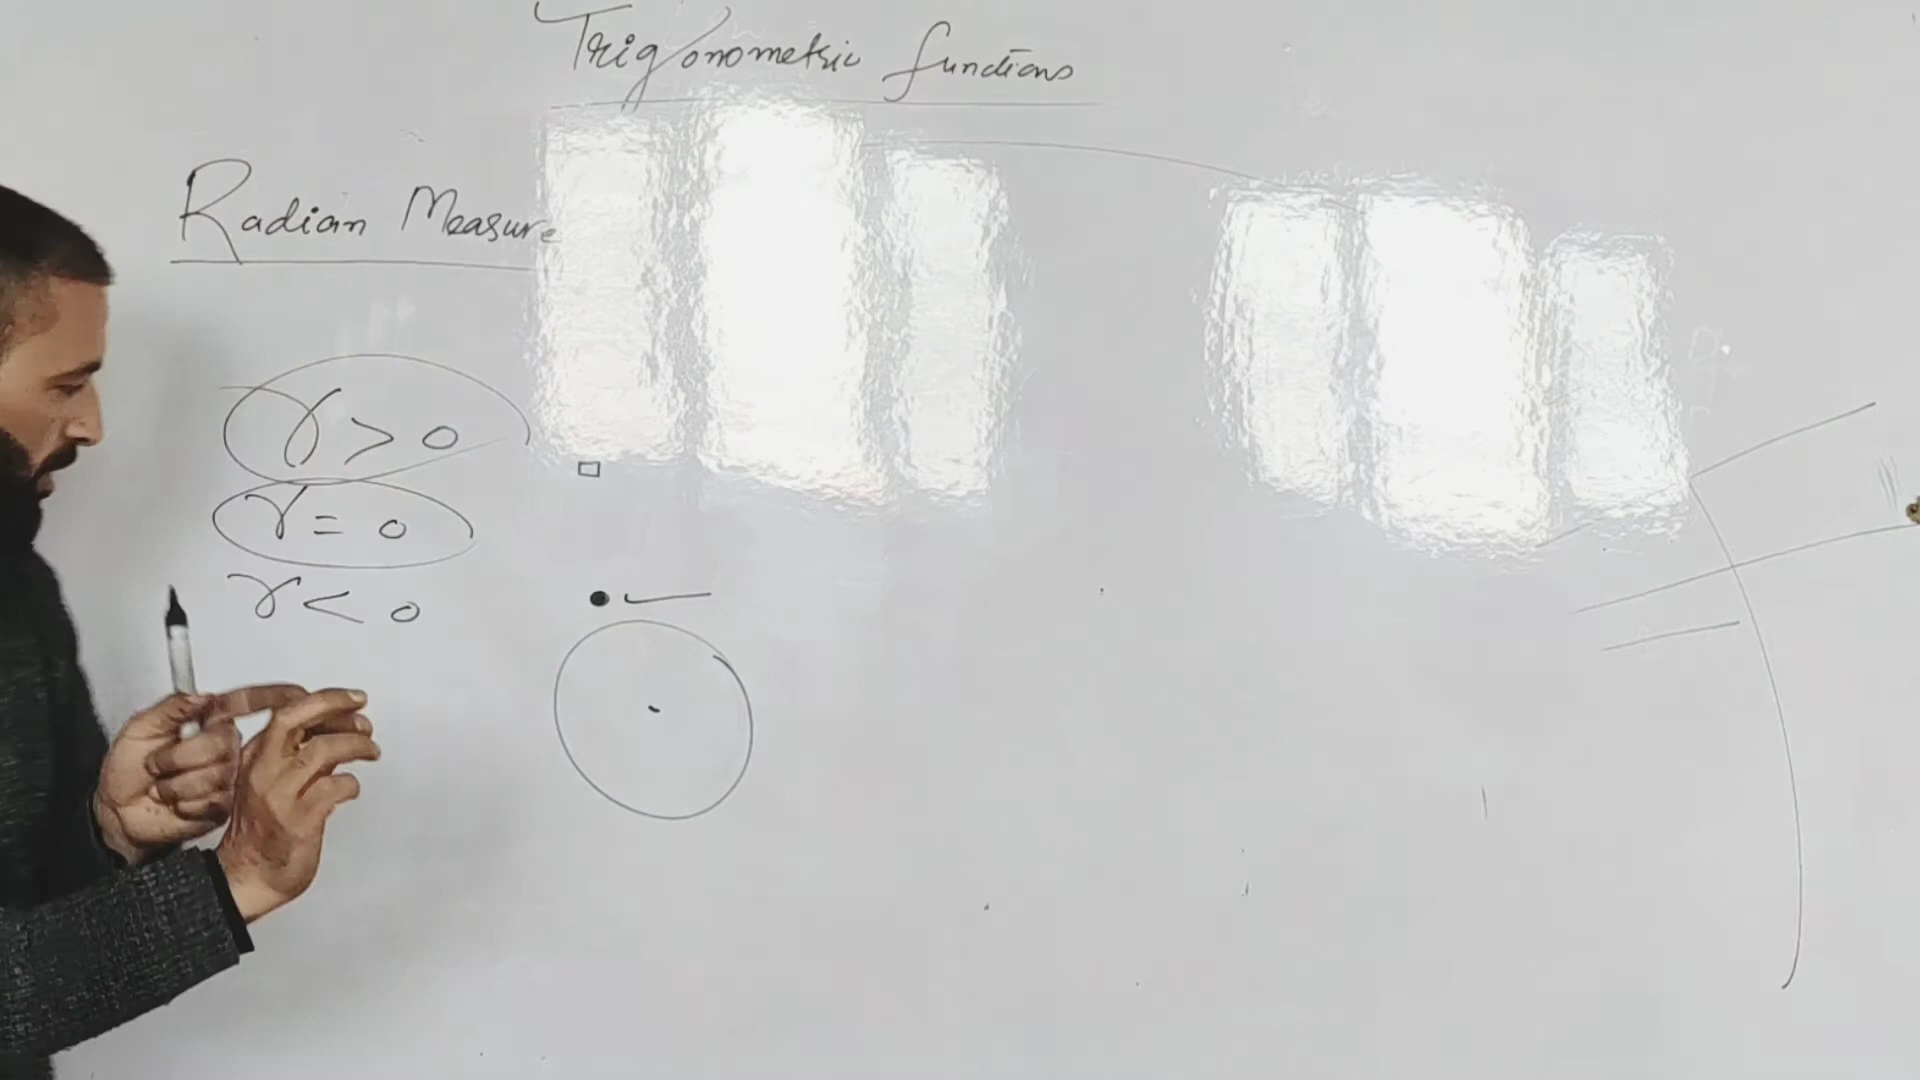 Trigonometric functions
Radian Measure
r > 0
r = 0
r < 0